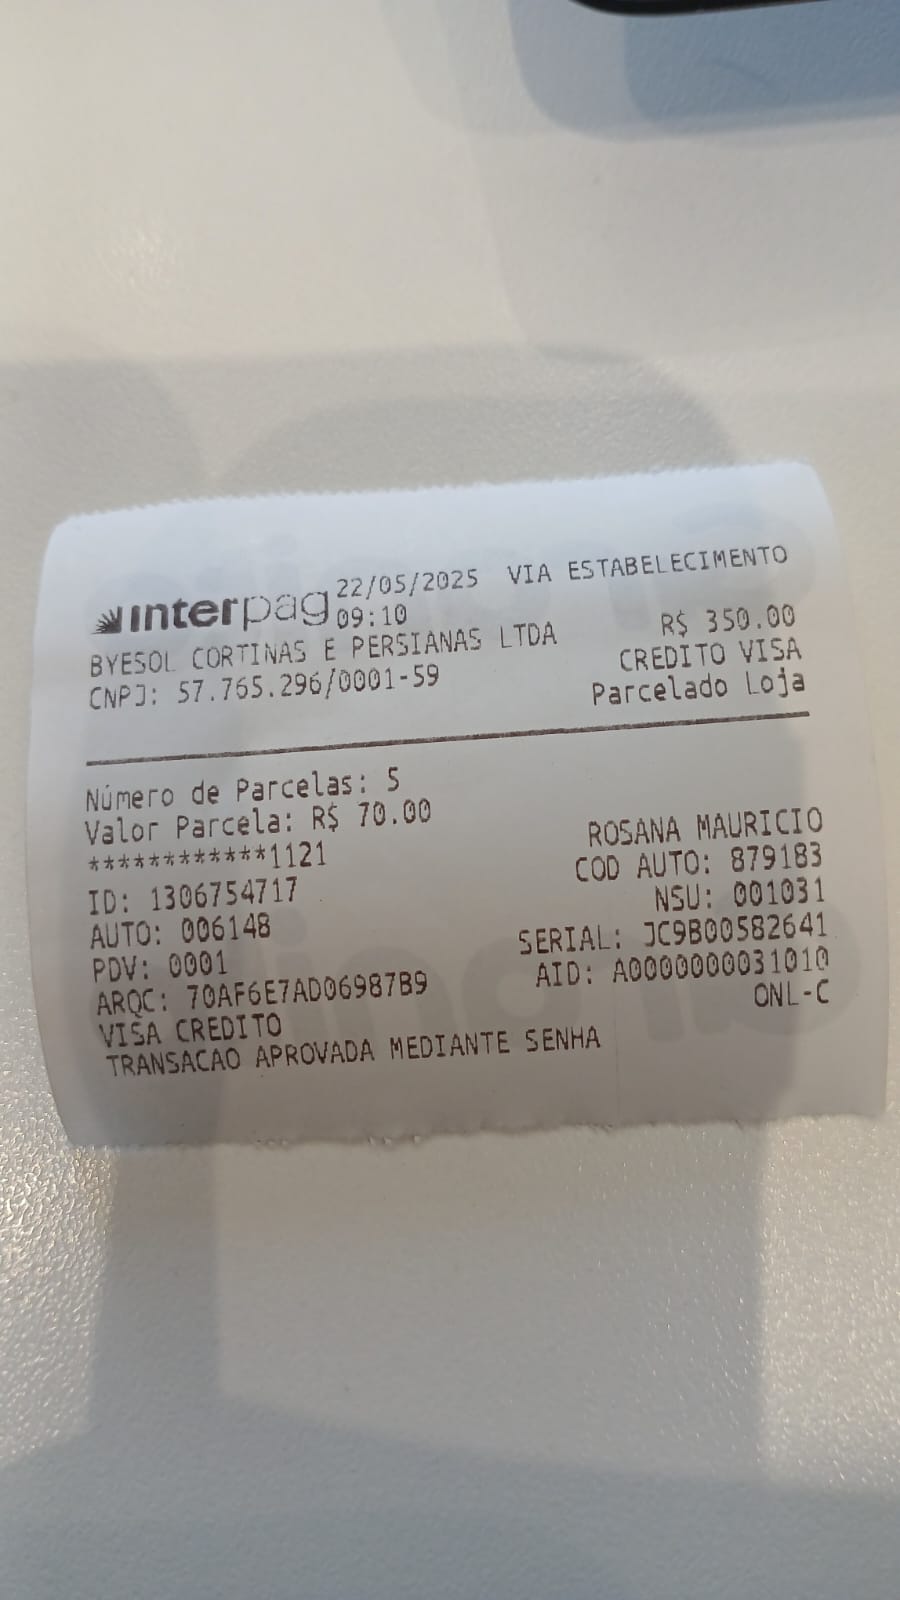 interpag 22/05/2025 VIA ESTABELECIMENTO
09:10
BYESOL CORTINAS E PERSIANAS LTDA R$ 350.00
CNPJ: 57.765.296/0001-59 CREDITO VISA
Parcelado Loja
Número de Parcelas: 5
Valor Parcela: R$ 70.00
************1121 ROSANA MAURICIO
ID: 1306754717 COD AUTO: 879183
AUTO: 006148 NSU: 001031
PDV: 0001 SERIAL: JC9B00582641
ARQC: 70AF6E7AD06987B9 AID: A0000000031010
VISA CREDITO ONL-C
TRANSACAO APROVADA MEDIANTE SENHA